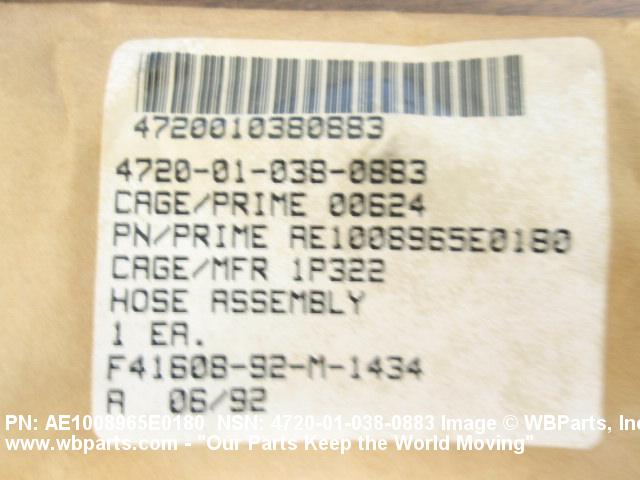 4720010380883
4720-01-038-0883
CAGE/PRIME 00624
PN/PRIME AE1008965E0180
CAGE/MFR 1P322
HOSE ASSEMBLY
1 EA.
F41608-92-M-1434
A 06/92
PN: AE1008965E0180 NSN: 4720-01-038-0883 Image © WBParts, Inc
www.wbparts.com - "Our Parts Keep the World Moving"